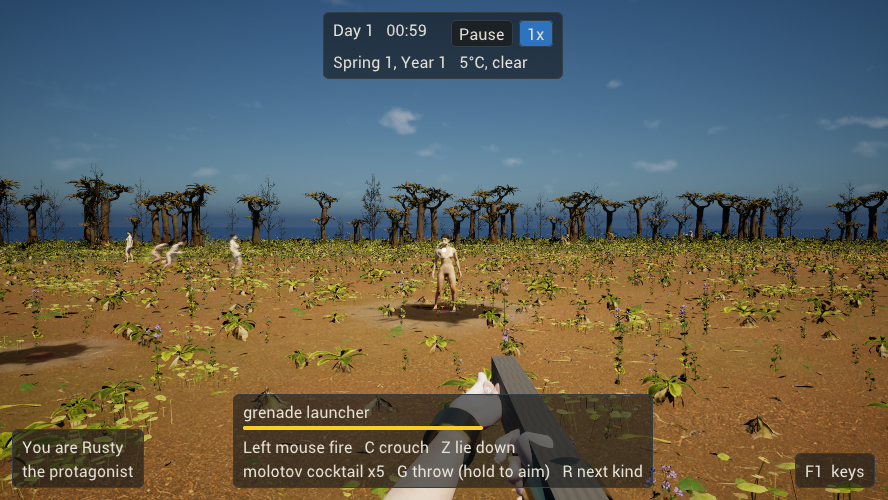 Day 1 00:59 Pause 1x
Spring 1, Year 1 5°C, clear
grenade launcher
Left mouse fire C crouch Z lie down
molotov cocktail x5 G throw (hold to aim) R next kind
You are Rusty
the protagonist
F1 keys